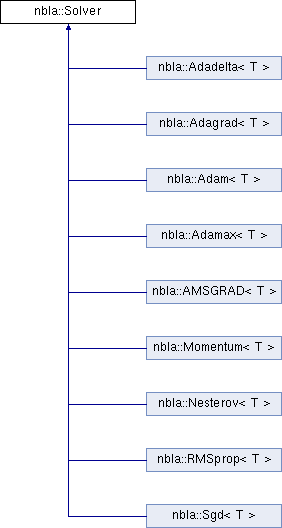 nbla::Solver
nbla::Adadelta< T >
nbla::Adagrad< T >
nbla::Adam< T >
nbla::Adamax< T >
nbla::AMSGRAD< T >
nbla::Momentum< T >
nbla::Nesterov< T >
nbla::RMSprop< T >
nbla::Sgd< T >